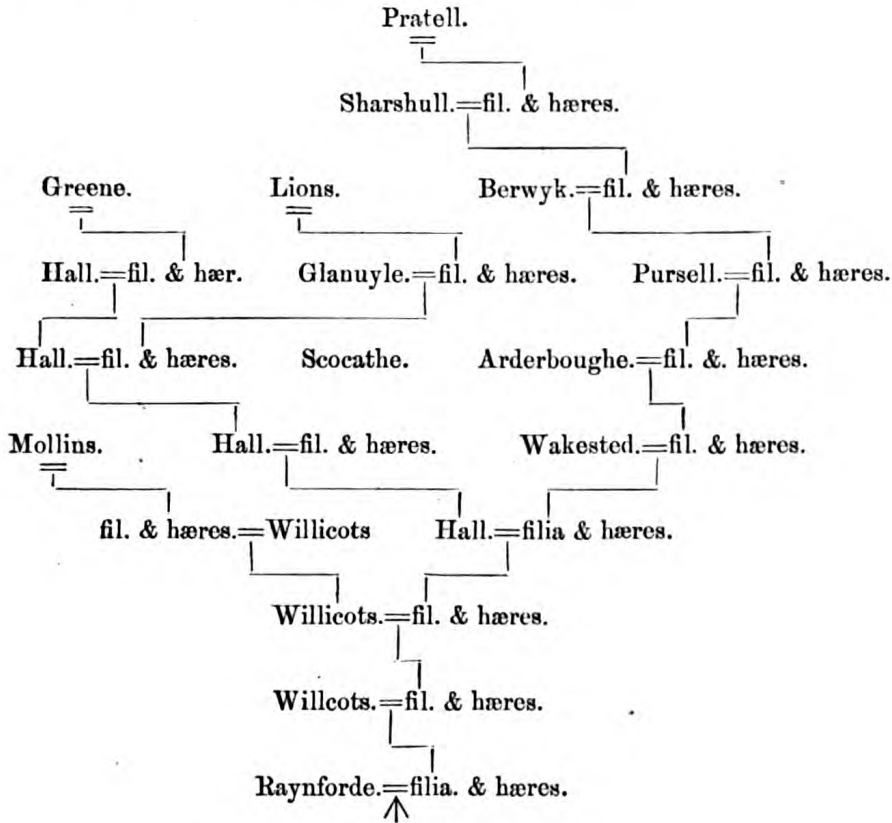 Pratell.
Sharshull.=fil. & hæres.
Greene. Lions. Berwyk.=fil. & hæres.
Hall.=fil. & hær. Glanuyle.=fil. & hæres. Pursell.=fil. & hæres.
Hall.=fil. & hæres. Scocathe. Arderboughe.=fil. &. hæres.
Mollins. Hall.=fil. & hæres. Wakested.=fil. & hæres.
fil. & hæres.=Willicots Hall.=filia & hæres.
Willicots.=fil. & hæres.
Willcots.=fil. & hæres.
Raynforde.=filia. & hæres.